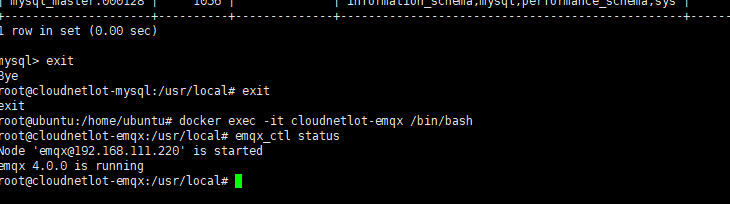 | mysql_master.000128 | 1036 | | information_schema,mysql,performance_schema,sys |
1 row in set (0.00 sec)
mysql> exit
Bye
root@cloudnetlot-mysql:/usr/local# exit
exit
root@ubuntu:/home/ubuntu# docker exec -it cloudnetlot-emqx /bin/bash
root@cloudnetlot-emqx:/usr/local# emqx_ctl status
Node 'emqx@192.168.111.220' is started
emqx 4.0.0 is running
root@cloudnetlot-emqx:/usr/local#